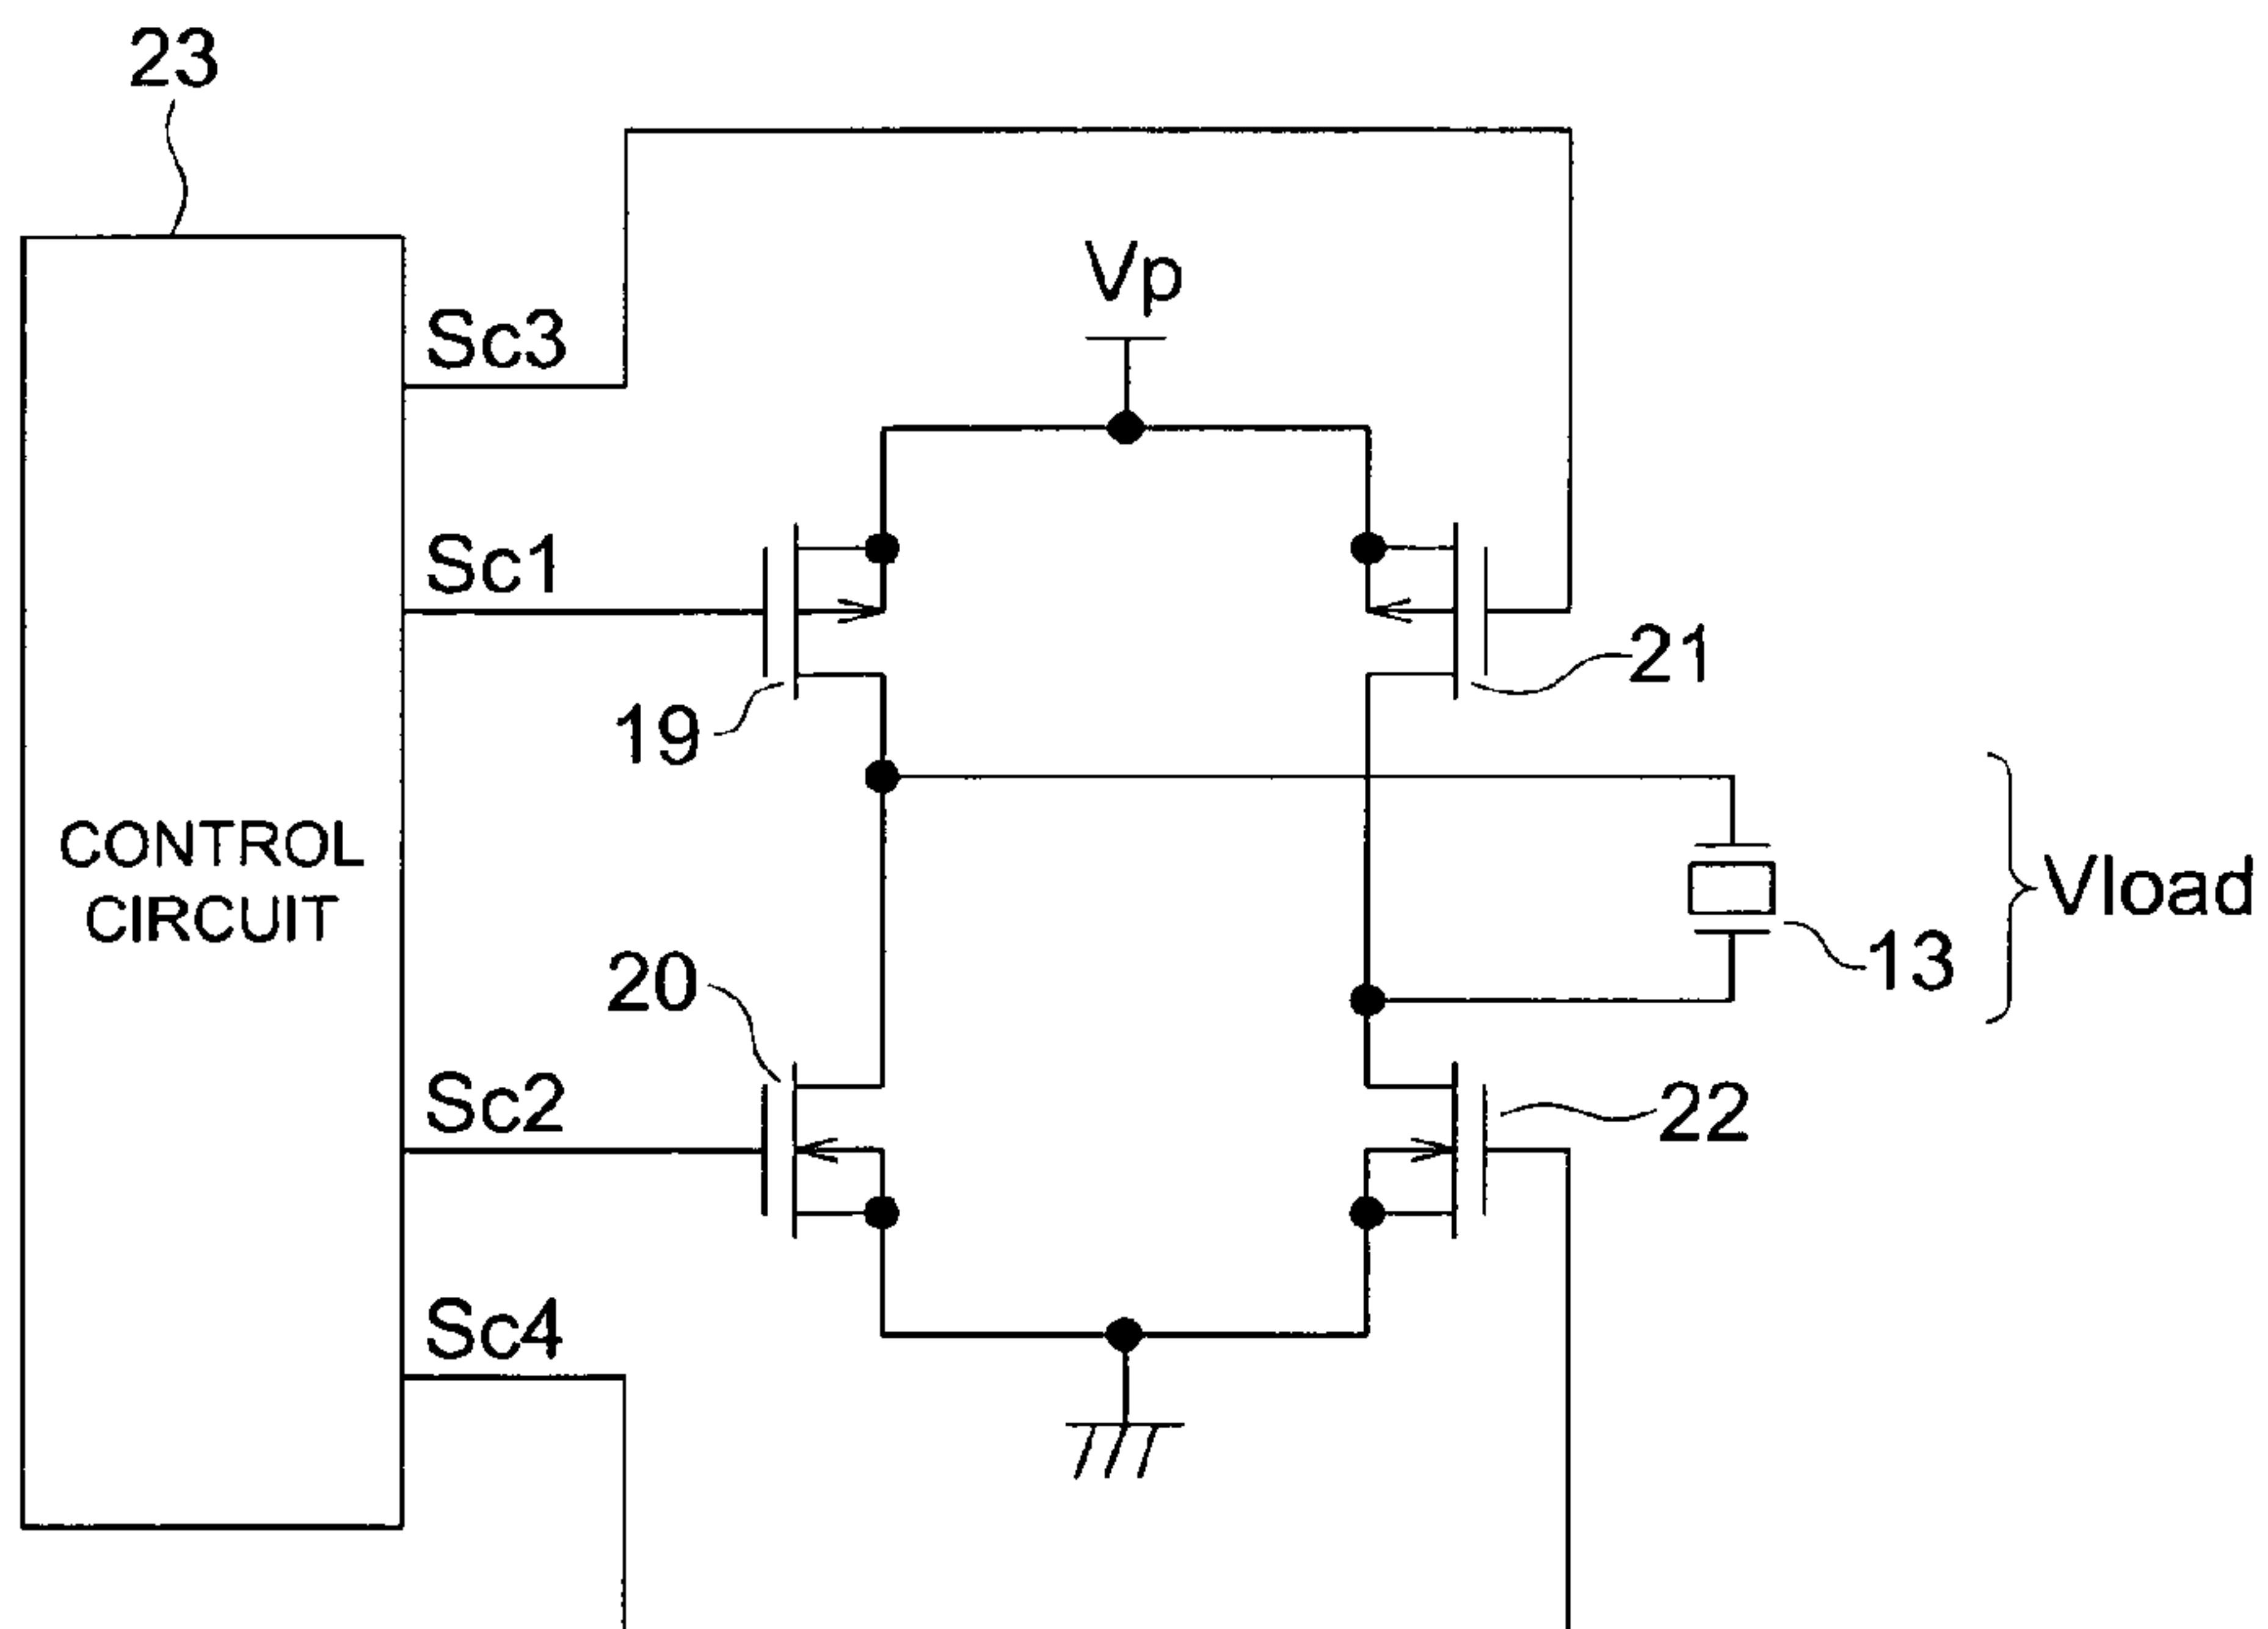 23
Sc3
Vp
Sc1
21
19
CONTROL
CIRCUIT
Vload
13
20
Sc2
22
Sc4